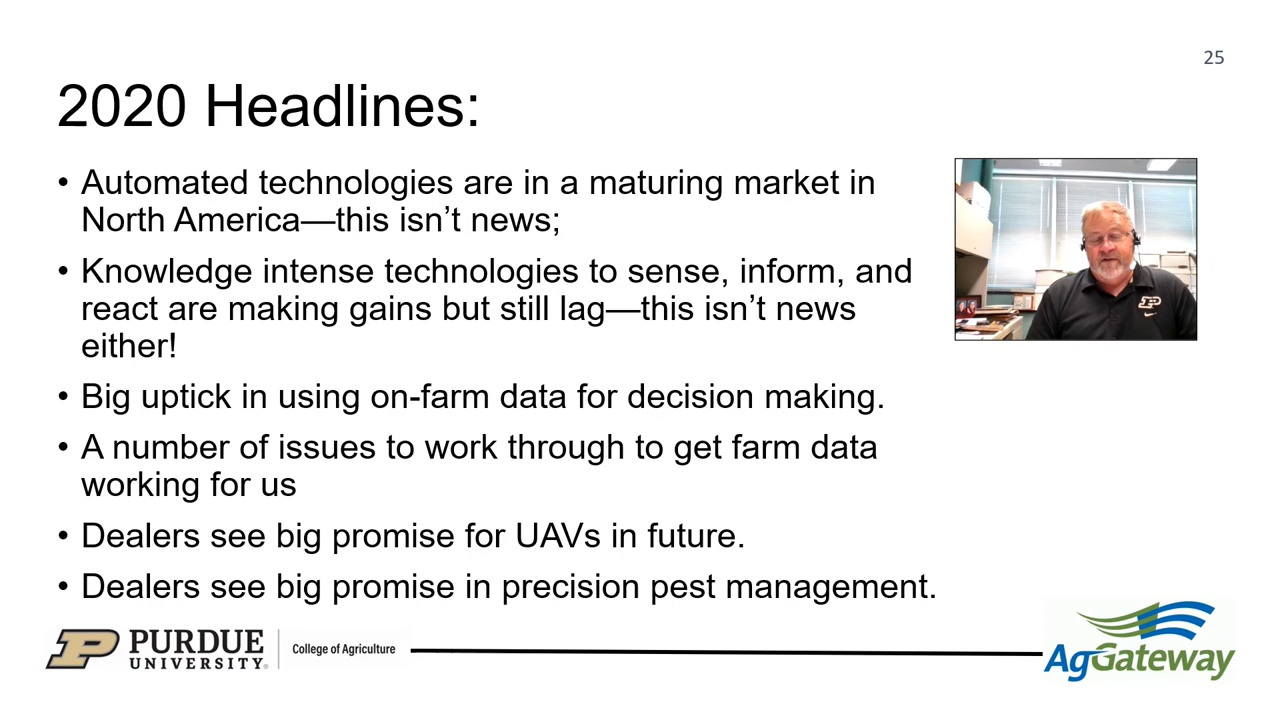 25
2020 Headlines:
• Automated technologies are in a maturing market in
North America—this isn’t news;
• Knowledge intense technologies to sense, inform, and
react are making gains but still lag—this isn’t news
either!
• Big uptick in using on-farm data for decision making.
• A number of issues to work through to get farm data
working for us
• Dealers see big promise for UAVs in future.
• Dealers see big promise in precision pest management.
P PURDUE
UNIVERSITY®
College of Agriculture
AgGateway
P